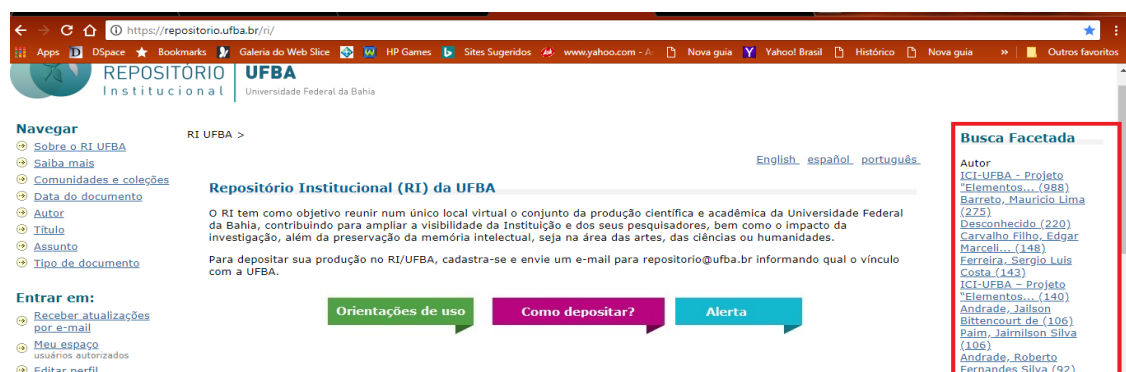 https://repositorio.ufba.br/ri/
Apps D DSpace Bookmarks Galeria do Web Slice HP Games Sites Sugeridos www.yahoo.com - A Nova guia Yahoo! Brasil Histórico Nova guia » Outros favoritos
REPOSITÓRIO UFBA
Institucional Universidade Federal da Bahia
Navegar
Sobre o RI UFBA
Saiba mais
Comunidades e coleções
Data do documento
Autor
Título
Assunto
Tipo de documento
Entrar em:
Receber atualizações
por e-mail
Meu espaço
usuários autorizados
Editar perfil
RI UFBA >
English español português
Repositório Institucional (RI) da UFBA
O RI tem como objetivo reunir num único local virtual o conjunto da produção científica e acadêmica da Universidade Federal
da Bahia, contribuindo para ampliar a visibilidade da Instituição e dos seus pesquisadores, bem como o impacto da
investigação, além da preservação da memória intelectual, seja na área das artes, das ciências ou humanidades.
Para depositar sua produção no RI/UFBA, cadastra-se e envie um e-mail para repositorio@ufba.br informando qual o vínculo
com a UFBA.
Orientações de uso Como depositar? Alerta
Busca Facetada
Autor
ICI-UFBA - Projeto
"Elementos... (988)
Barreto, Mauricio Lima
(275)
Desconhecido (220)
Carvalho Filho, Edgar
Marceli... (148)
Ferreira, Sergio Luis
Costa (143)
ICI-UFBA – Projeto
"Elementos... (140)
Andrade, Jailson
Bittencourt de (106)
Paim, Jairnilson Silva
(106)
Andrade, Roberto
Fernandes Silva (92)